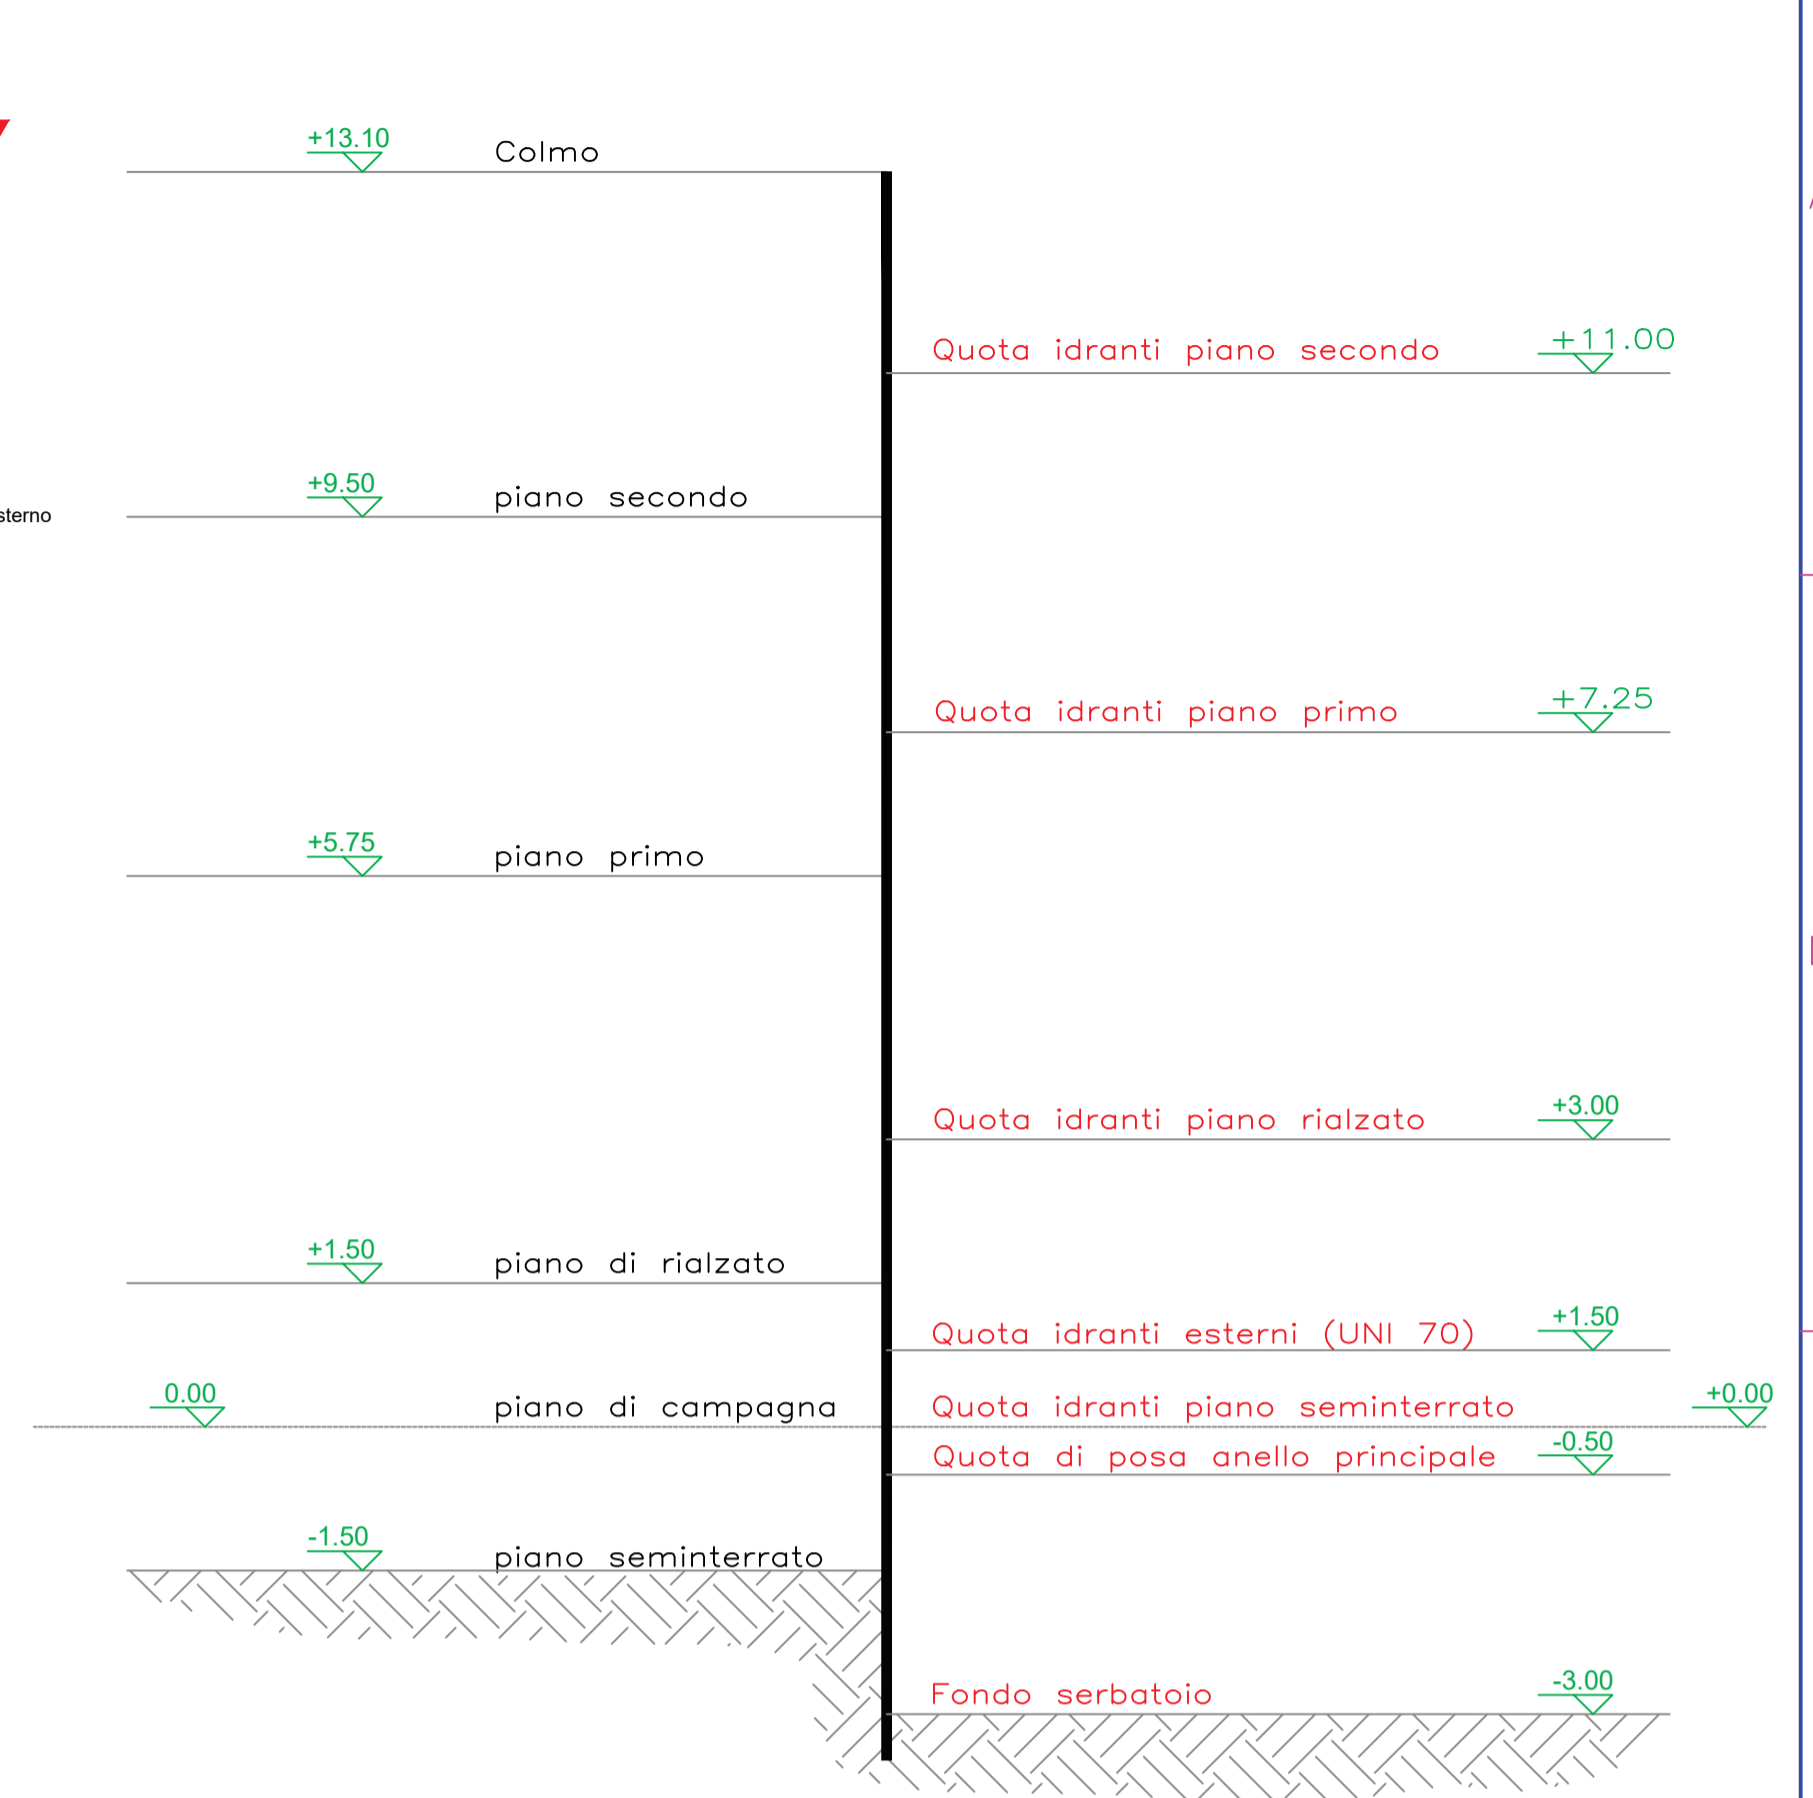 +13.10 Colmo
Quota idranti piano secondo +11.00
+9.50 piano secondo
sterno
Quota idranti piano primo +7.25
+5.75 piano primo
Quota idranti piano rialzato +3.00
+1.50 piano di rialzato
Quota idranti esterni (UNI 70) +1.50
0.00 piano di campagna
Quota idranti piano seminterrato +0.00
Quota di posa anello principale -0.50
-1.50 piano seminterrato
Fondo serbatoio -3.00